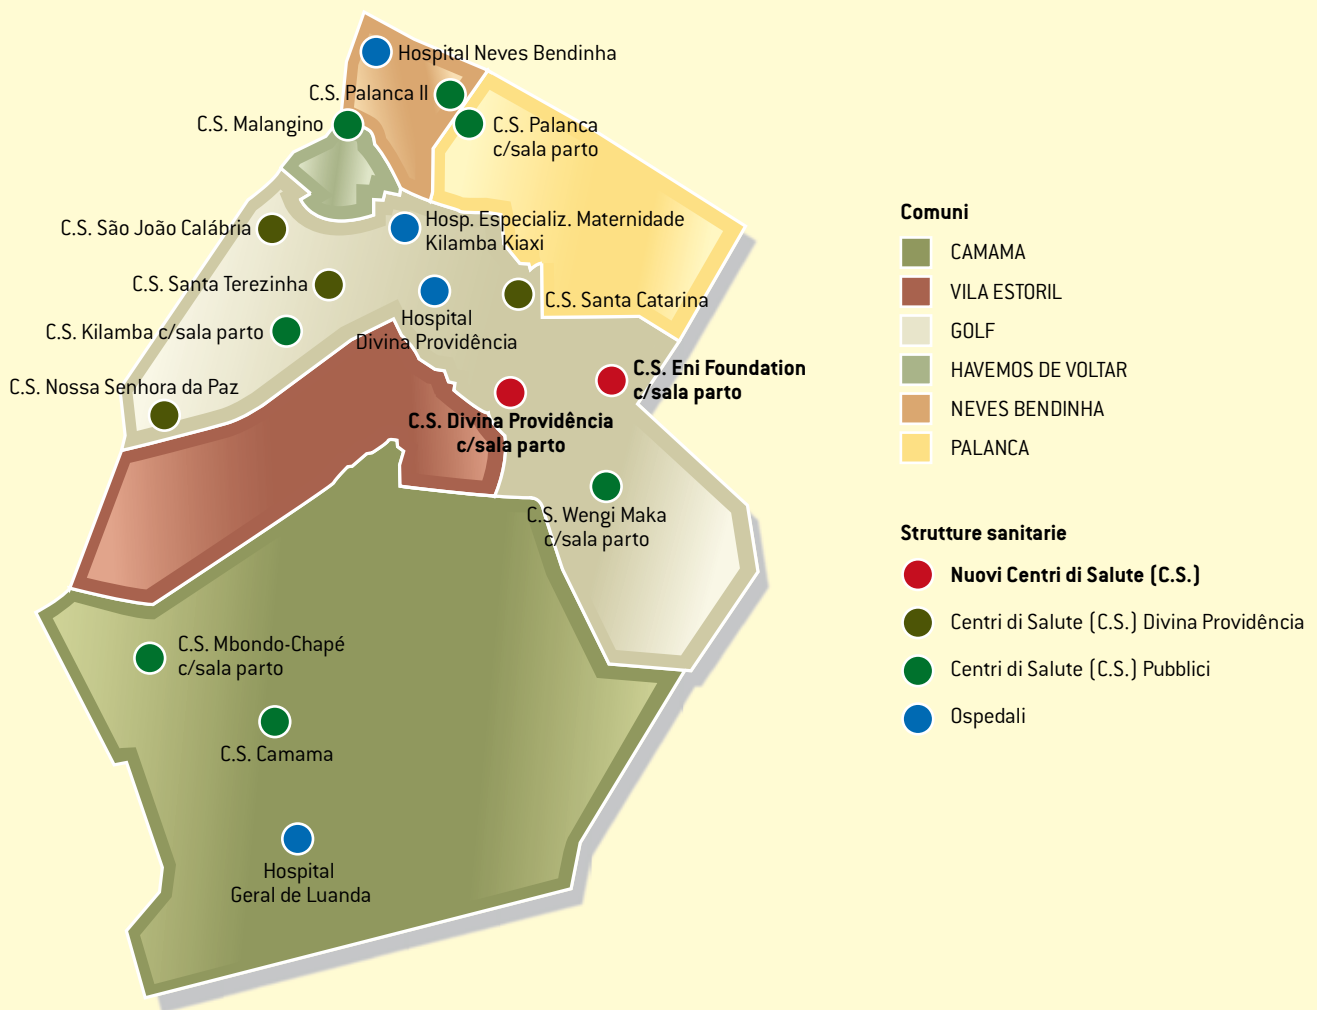 Hospital Neves Bendinha
C.S. Palanca II
C.S. Malangino
C.S. Palanca
c/sala parto
C.S. São João Calábria
Hosp. Especializ. Maternidade
Kilamba Kiaxi
C.S. Santa Terezinha
C.S. Santa Catarina
C.S. Kilamba c/sala parto
Hospital
Divina Providência
C.S. Nossa Senhora da Paz
C.S. Eni Foundation
c/sala parto
C.S. Divina Providência
c/sala parto
C.S. Wengi Maka
c/sala parto
C.S. Mbondo-Chapé
c/sala parto
C.S. Camama
Hospital
Geral de Luanda
Comuni
CAMAMA
VILA ESTORIL
GOLF
HAVEMOS DE VOLTAR
NEVES BENDINHA
PALANCA
Strutture sanitarie
Nuovi Centri di Salute (C.S.)
Centri di Salute (C.S.) Divina Providência
Centri di Salute (C.S.) Pubblici
Ospedali